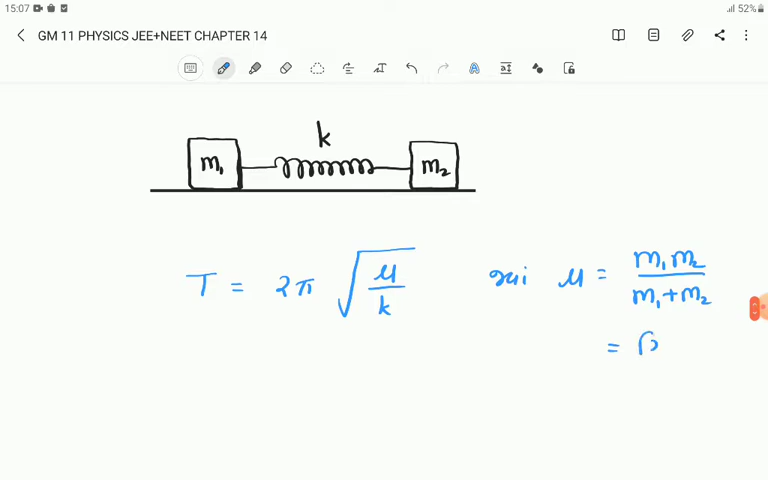 15:07
52%
GM 11 PHYSICS JEE+NEET CHAPTER 14
k
m₁ m₂
T = 2π √(μ/k) જ્યાં μ = m₁m₂/(m₁+m₂)
=